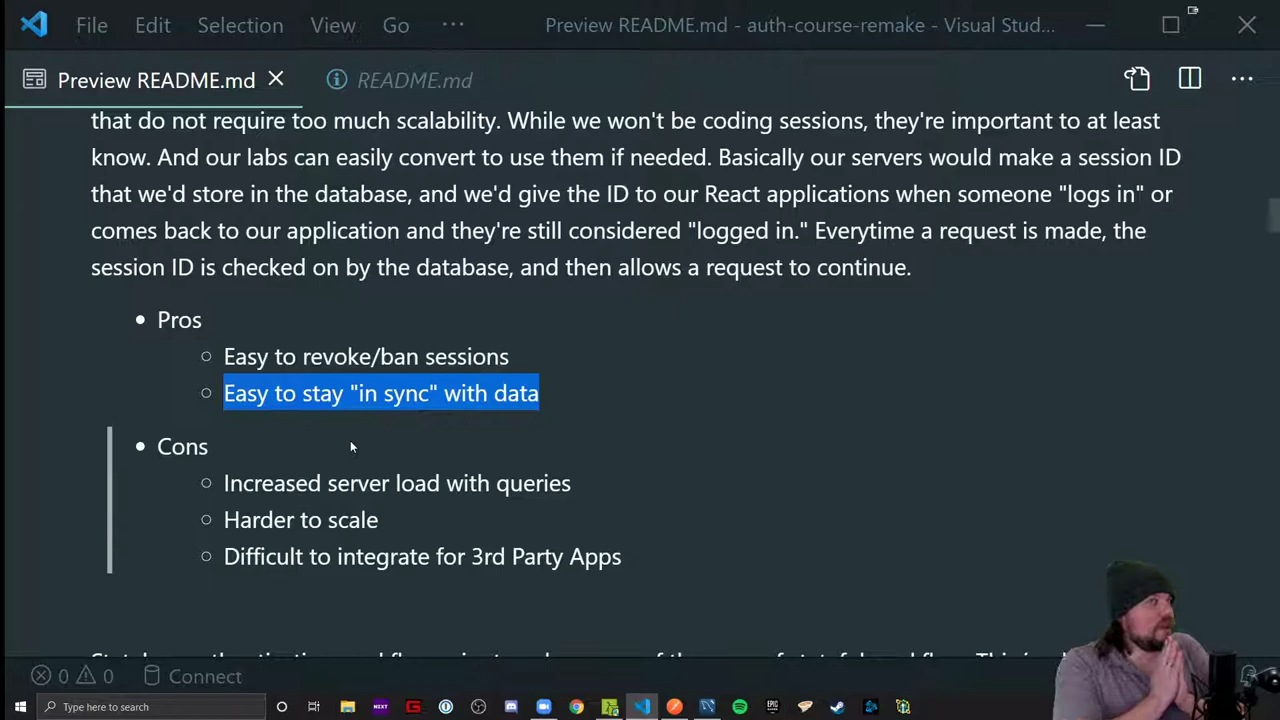 File Edit Selection View Go ··· Preview README.md - auth-course-remake - Visual Stud...
Preview README.md README.md
that do not require too much scalability. While we won't be coding sessions, they're important to at least
know. And our labs can easily convert to use them if needed. Basically our servers would make a session ID
that we'd store in the database, and we'd give the ID to our React applications when someone "logs in" or
comes back to our application and they're still considered "logged in." Everytime a request is made, the
session ID is checked on by the database, and then allows a request to continue.
Pros
Easy to revoke/ban sessions
Easy to stay "in sync" with data
Cons
Increased server load with queries
Harder to scale
Difficult to integrate for 3rd Party Apps
0 0 Connect
Type here to search
NZXT
EPIC